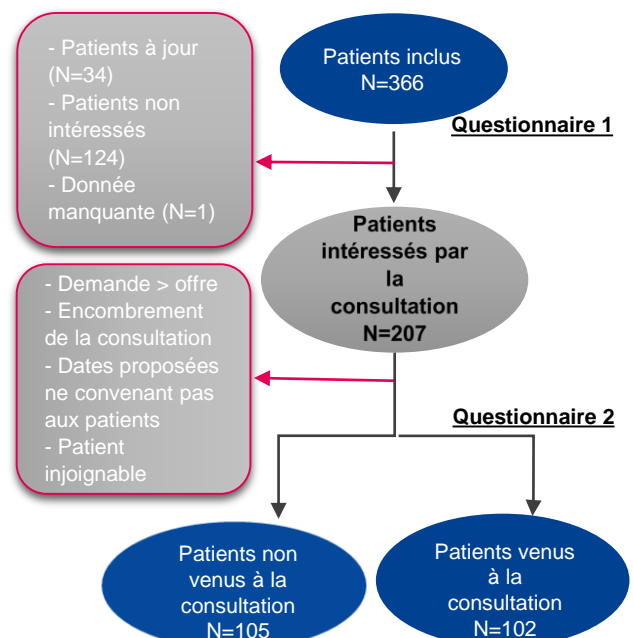 Patients inclus
N=366
Questionnaire 1
- Patients à jour
(N=34)
- Patients non
intéressés
(N=124)
- Donnée
manquante (N=1)
Patients
intéressés par
la
consultation
N=207
- Demande > offre
- Encombrement
de la consultation
- Dates proposées
ne convenant pas
aux patients
- Patient
injoignable
Questionnaire 2
Patients non
venus à la
consultation
N=105
Patients venus
à la
consultation
N=102